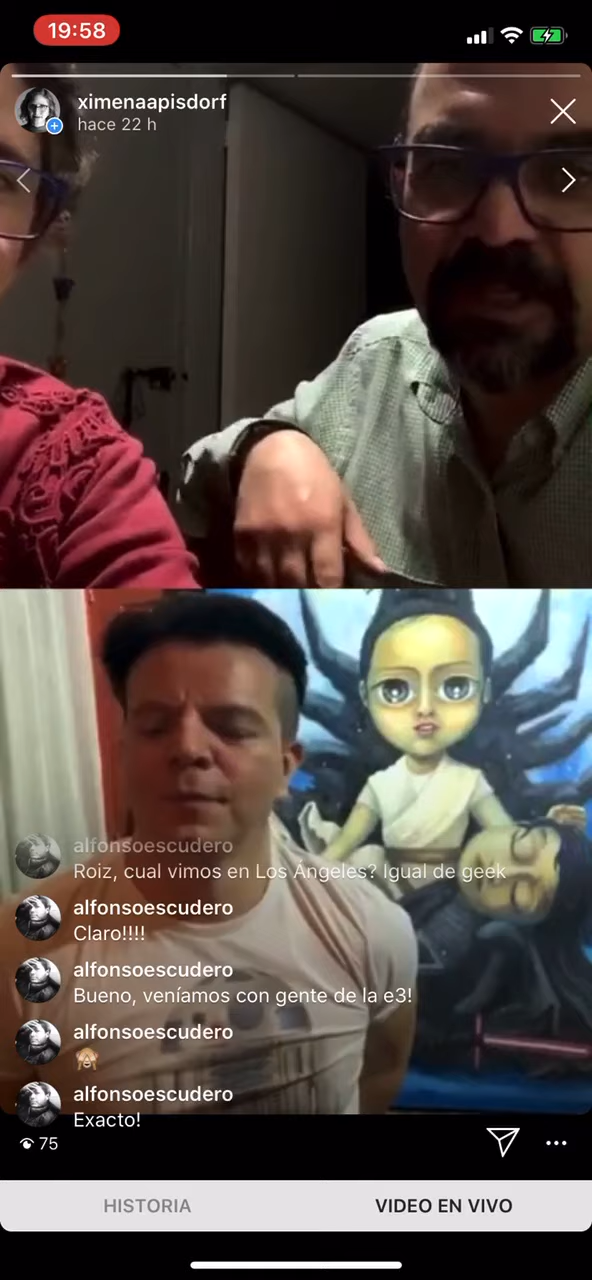 19:58
ximenaapisdorf
hace 22 h
alfonsoescudero
Roiz, cual vimos en Los Ángeles? Igual de geek
alfonsoescudero
Claro!!!!
alfonsoescudero
Bueno, veníamos con gente de la e3!
alfonsoescudero
🙈
alfonsoescudero
Exacto!
75
HISTORIA
VIDEO EN VIVO